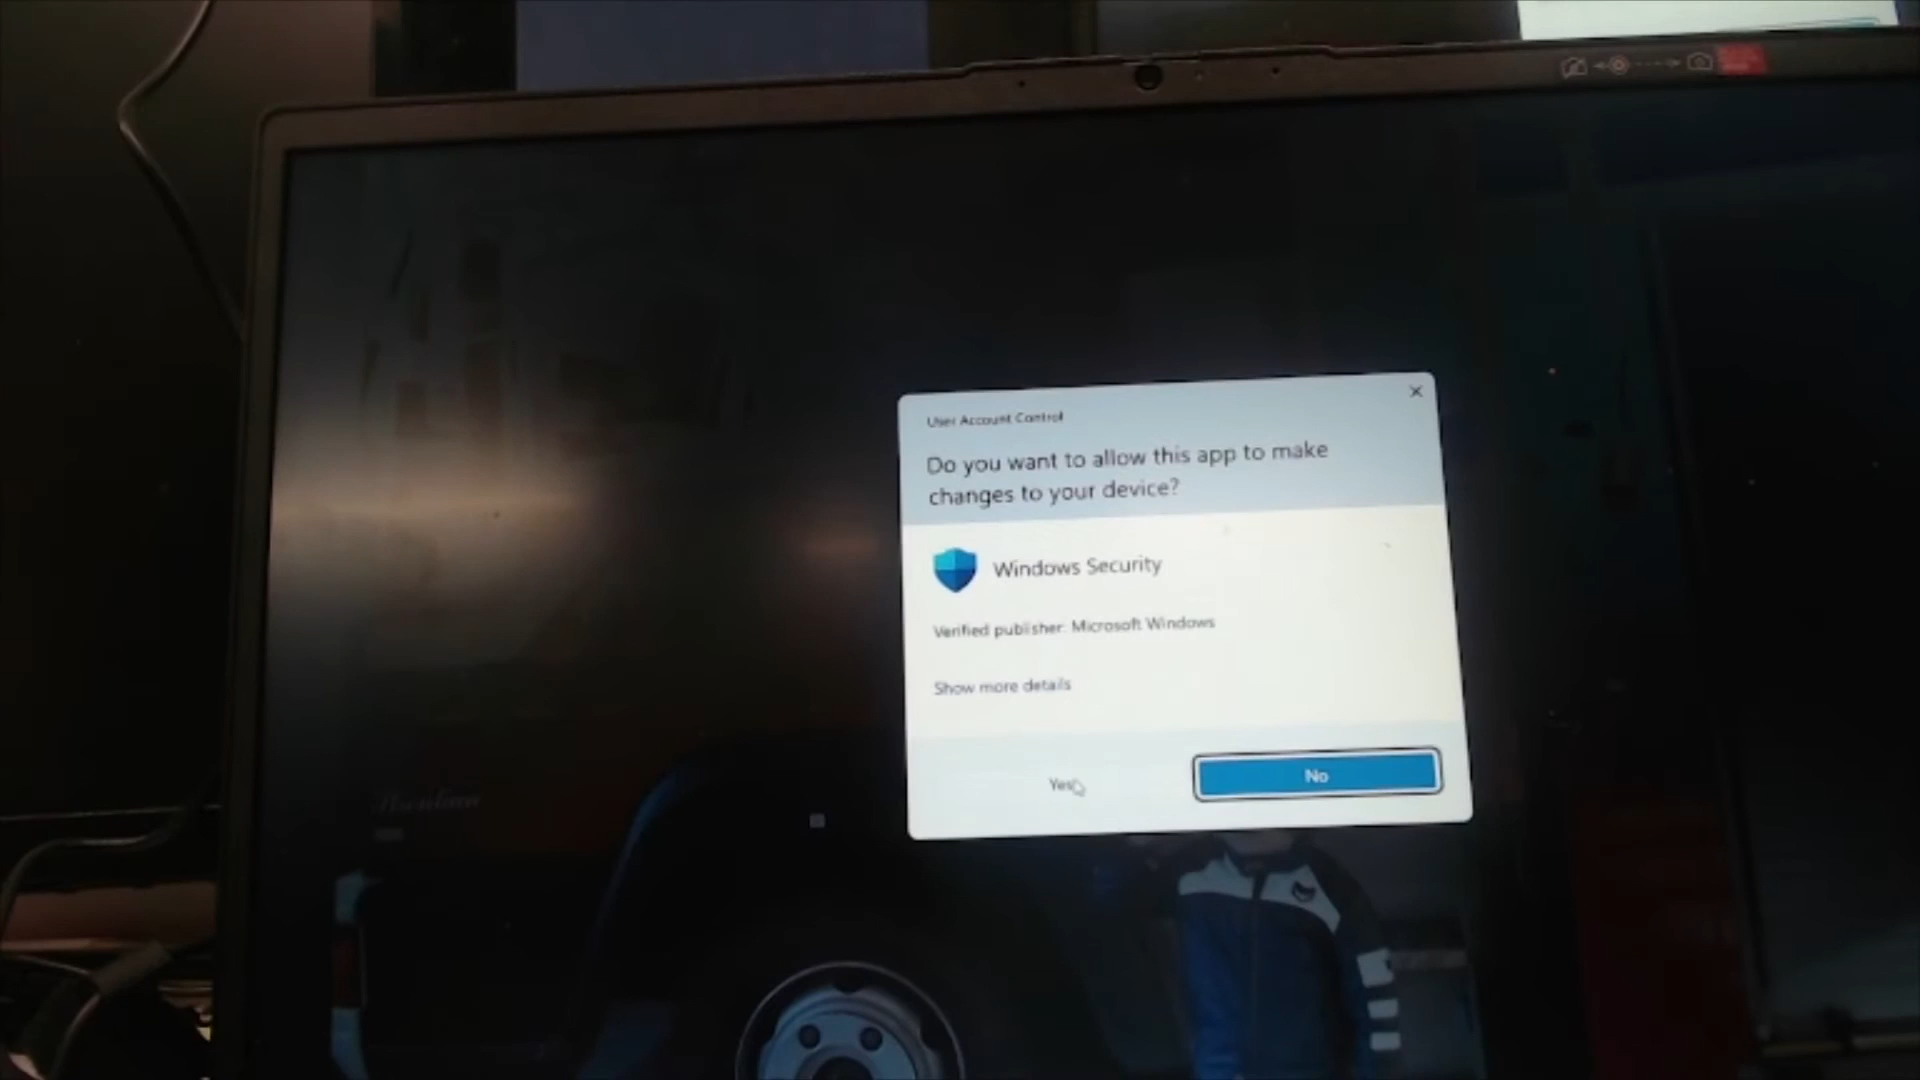 User Account Control
Do you want to allow this app to make
changes to your device?
Windows Security
Verified publisher: Microsoft Windows
Show more details
Yes
No